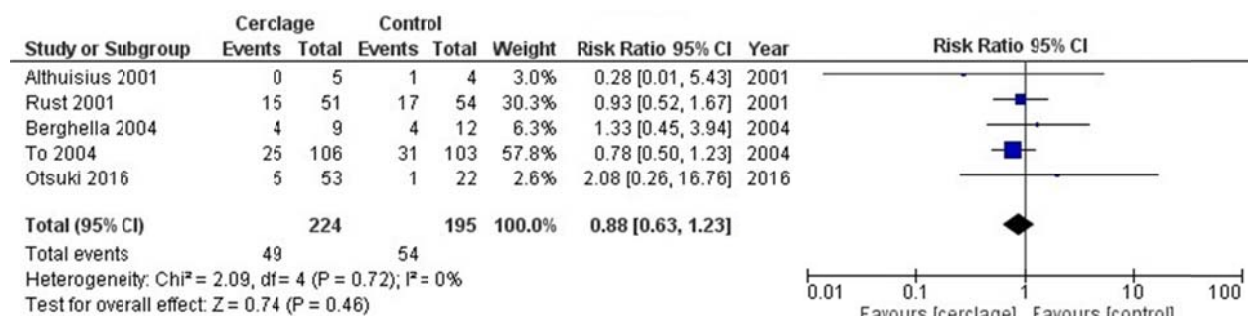 Cerclage Control Risk Ratio 95% CI
Study or Subgroup Events Total Events Total Weight Risk Ratio 95% CI Year
Althuisius 2001 0 5 1 4 3.0% 0.28 [0.01, 5.43] 2001
Rust 2001 15 51 17 54 30.3% 0.93 [0.52, 1.67] 2001
Berghella 2004 4 9 4 12 6.3% 1.33 [0.45, 3.94] 2004
To 2004 25 106 31 103 57.8% 0.78 [0.50, 1.23] 2004
Otsuki 2016 5 53 1 22 2.6% 2.08 [0.26, 16.76] 2016
Total (95% CI) 224 195 100.0% 0.88 [0.63, 1.23]
Total events 49 54
Heterogeneity: Chi² = 2.09, df = 4 (P = 0.72); I² = 0%
Test for overall effect: Z = 0.74 (P = 0.46)
0.01 0.1 1 10 100
Favours [cerclage] Favours [control]